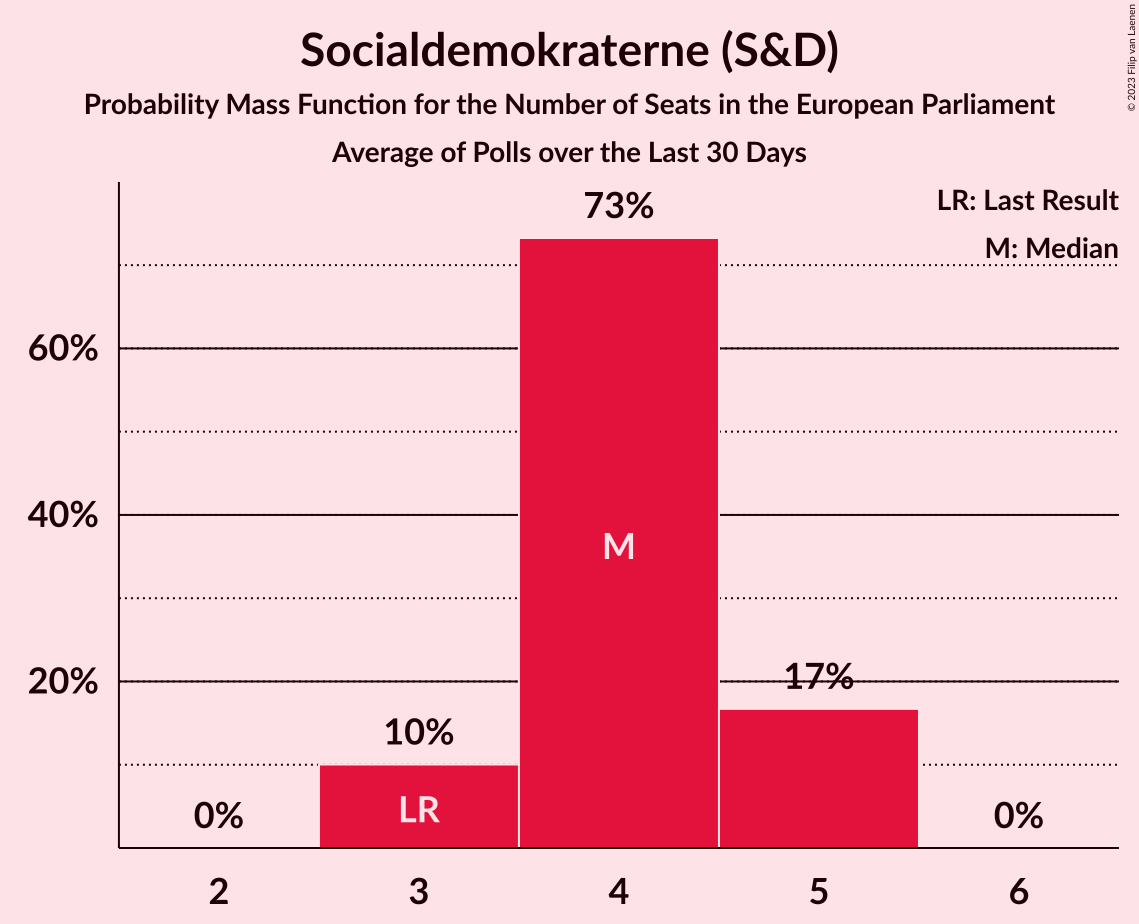 Socialdemokraterne (S&D)
Probability Mass Function for the Number of Seats in the European Parliament
Average of Polls over the Last 30 Days
© 2023 Filip van Laenen
LR: Last Result
M: Median
73%
60%
40%
M
20%
17%
10%
LR
0%
0%
2
3
4
5
6